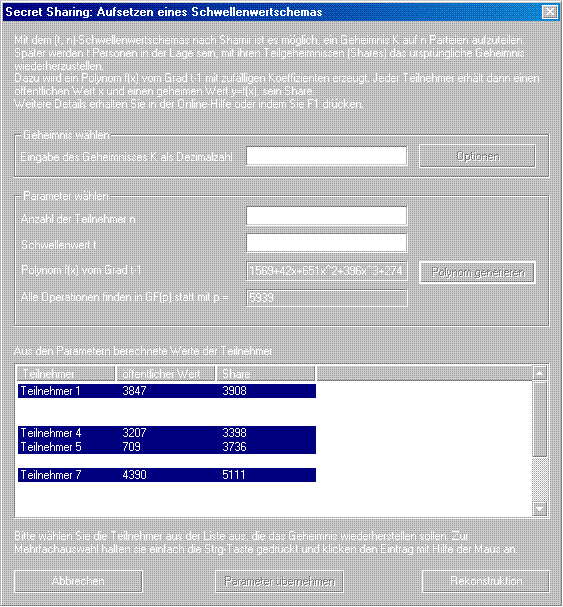 Secret Sharing: Aufsetzen eines Schwellenwertschemas
Mit dem (t, n)-Schwellenwertschemas nach Shamir ist es möglich, ein Geheimnis K auf n Parteien aufzuteilen.
Später werden t Personen in der Lage sein, mit ihren Teilgeheimnissen (Shares) das ursprüngliche Geheimnis
wiederherzustellen.
Dazu wird ein Polynom f(x) vom Grad t-1 mit zufälligen Koeffizienten erzeugt. Jeder Teilnehmer erhält dann einen
öffentlichen Wert x und einen geheimen Wert y=f(x), sein Share.
Weitere Details erhalten Sie in der Online-Hilfe oder indem Sie F1 drücken.
Geheimnis wählen
Eingabe des Geheimnisses K als Dezimalzahl
Optionen
Parameter wählen
Anzahl der Teilnehmer n
Schwellenwert t
Polynom f(x) vom Grad t-1 1569+42x+651x^2+396x^3+274 Polynom generieren
Alle Operationen finden in GF(p) statt mit p = 5939
Aus den Parametern berechnete Werte der Teilnehmer
Teilnehmer öffentlicher Wert Share
Teilnehmer 1 3847 3908
Teilnehmer 4 3207 3398
Teilnehmer 5 709 3736
Teilnehmer 7 4390 5111
Bitte wählen Sie die Teilnehmer aus der Liste aus, die das Geheimnis wiederherstellen sollen. Zur
Mehrfachauswahl halten sie einfach die Strg-Taste gedrückt und klicken den Eintrag mit Hilfe der Maus an.
Abbrechen Parameter übernehmen Rekonstruktion